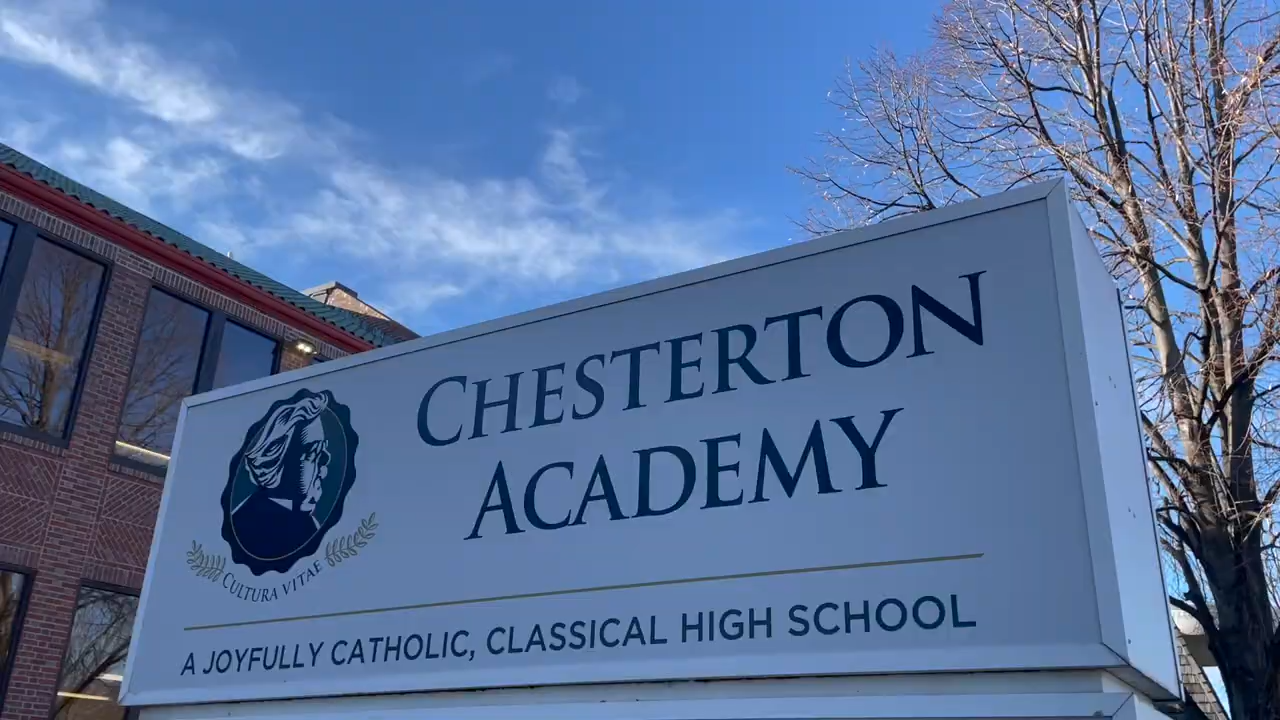 CHESTERTON
ACADEMY
CULTURA VITAE
A JOYFULLY CATHOLIC, CLASSICAL HIGH SCHOOL